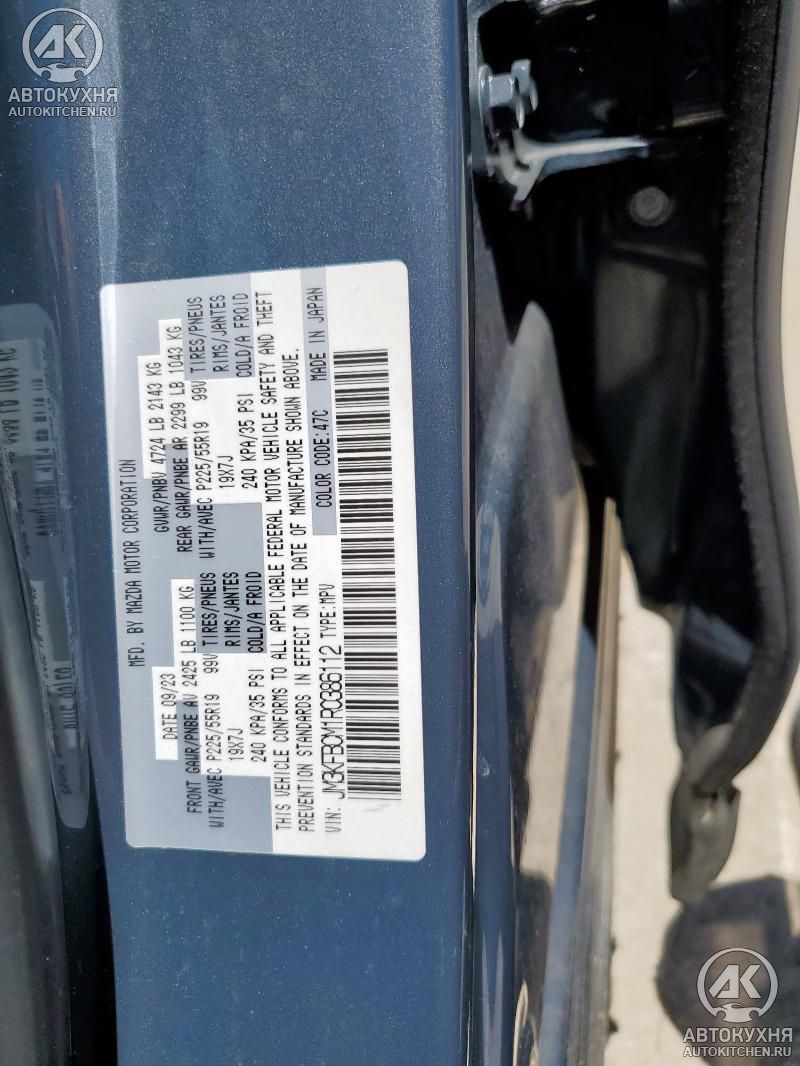 АВТОКУХНЯ
AUTOKITCHEN.RU
MFD. BY MAZDA MOTOR CORPORATION
DATE 09/23 GVWR/PNBV 4724 LB 2143 KG
FRONT GAWR/PNBE AV 2425 LB 1100 KG REAR GAWR/PNBE AR 2299 LB 1043 KG
WITH/AVEC P225/55R19 99V TIRES/PNEUS WITH/AVEC P225/55R19 99V TIRES/PNEUS
19X7J RIMS/JANTES 19X7J RIMS/JANTES
240 KPA/35 PSI COLD/A FROID 240 KPA/35 PSI COLD/A FROID
THIS VEHICLE CONFORMS TO ALL APPLICABLE FEDERAL MOTOR VEHICLE SAFETY AND THEFT
PREVENTION STANDARDS IN EFFECT ON THE DATE OF MANUFACTURE SHOWN ABOVE.
VIN: JM3KFBCM1R0386112 TYPE:MPV COLOR CODE:47C MADE IN JAPAN
АВТОКУХНЯ
AUTOKITCHEN.RU